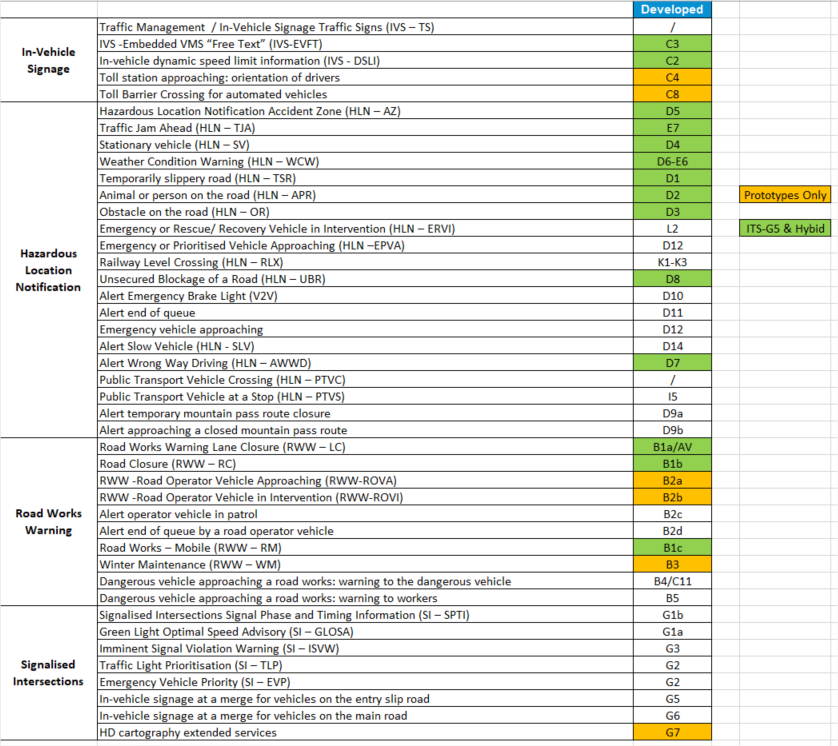 Developed
In-Vehicle
Signage
Traffic Management / In-Vehicle Signage Traffic Signs (IVS – TS) /
IVS -Embedded VMS “Free Text” (IVS-EVFT) C3
In-vehicle dynamic speed limit information (IVS - DSLI) C2
Toll station approaching: orientation of drivers C4
Toll Barrier Crossing for automated vehicles C8
Hazardous
Location
Notification
Hazardous Location Notification Accident Zone (HLN – AZ) D5
Traffic Jam Ahead (HLN – TJA) E7
Stationary vehicle (HLN – SV) D4
Weather Condition Warning (HLN – WCW) D6-E6
Temporarily slippery road (HLN – TSR) D1
Animal or person on the road (HLN – APR) D2 Prototypes Only
Obstacle on the road (HLN – OR) D3
Emergency or Rescue/ Recovery Vehicle in Intervention (HLN – ERVI) L2 ITS-G5 & Hybid
Emergency or Prioritised Vehicle Approaching (HLN –EPVA) D12
Railway Level Crossing (HLN – RLX) K1-K3
Unsecured Blockage of a Road (HLN – UBR) D8
Alert Emergency Brake Light (V2V) D10
Alert end of queue D11
Emergency vehicle approaching D12
Alert Slow Vehicle (HLN - SLV) D14
Alert Wrong Way Driving (HLN – AWWD) D7
Public Transport Vehicle Crossing (HLN – PTVC) /
Public Transport Vehicle at a Stop (HLN – PTVS) I5
Alert temporary mountain pass route closure D9a
Alert approaching a closed mountain pass route D9b
Road Works
Warning
Road Works Warning Lane Closure (RWW – LC) B1a/AV
Road Closure (RWW – RC) B1b
RWW -Road Operator Vehicle Approaching (RWW-ROVA) B2a
RWW -Road Operator Vehicle in Intervention (RWW-ROVI) B2b
Alert operator vehicle in patrol B2c
Alert end of queue by a road operator vehicle B2d
Road Works – Mobile (RWW – RM) B1c
Winter Maintenance (RWW – WM) B3
Dangerous vehicle approaching a road works: warning to the dangerous vehicle B4/C11
Dangerous vehicle approaching a road works: warning to workers B5
Signalised
Intersections
Signalised Intersections Signal Phase and Timing Information (SI – SPTI) G1b
Green Light Optimal Speed Advisory (SI – GLOSA) G1a
Imminent Signal Violation Warning (SI – ISVW) G3
Traffic Light Prioritisation (SI – TLP) G2
Emergency Vehicle Priority (SI – EVP) G2
In-vehicle signage at a merge for vehicles on the entry slip road G5
In-vehicle signage at a merge for vehicles on the main road G6
HD cartography extended services G7